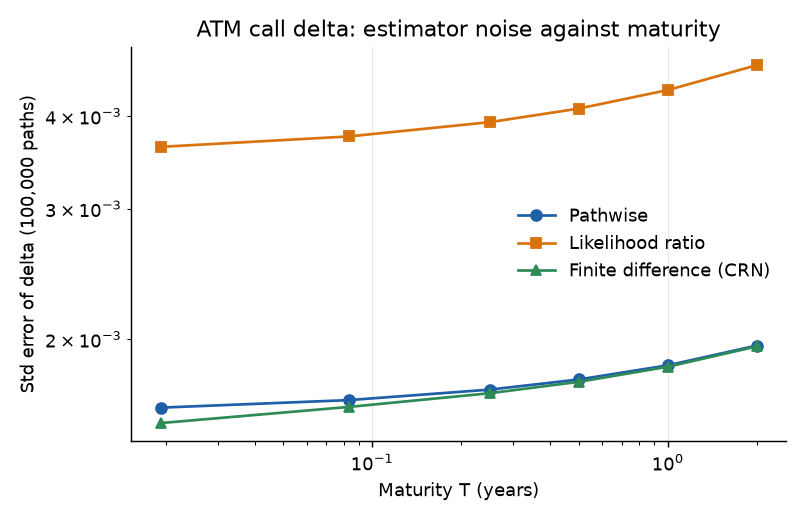 ATM call delta: estimator noise against maturity
Std error of delta (100,000 paths)
4 × 10⁻³
3 × 10⁻³
2 × 10⁻³
Pathwise
Likelihood ratio
Finite difference (CRN)
10⁻¹
10⁰
Maturity T (years)